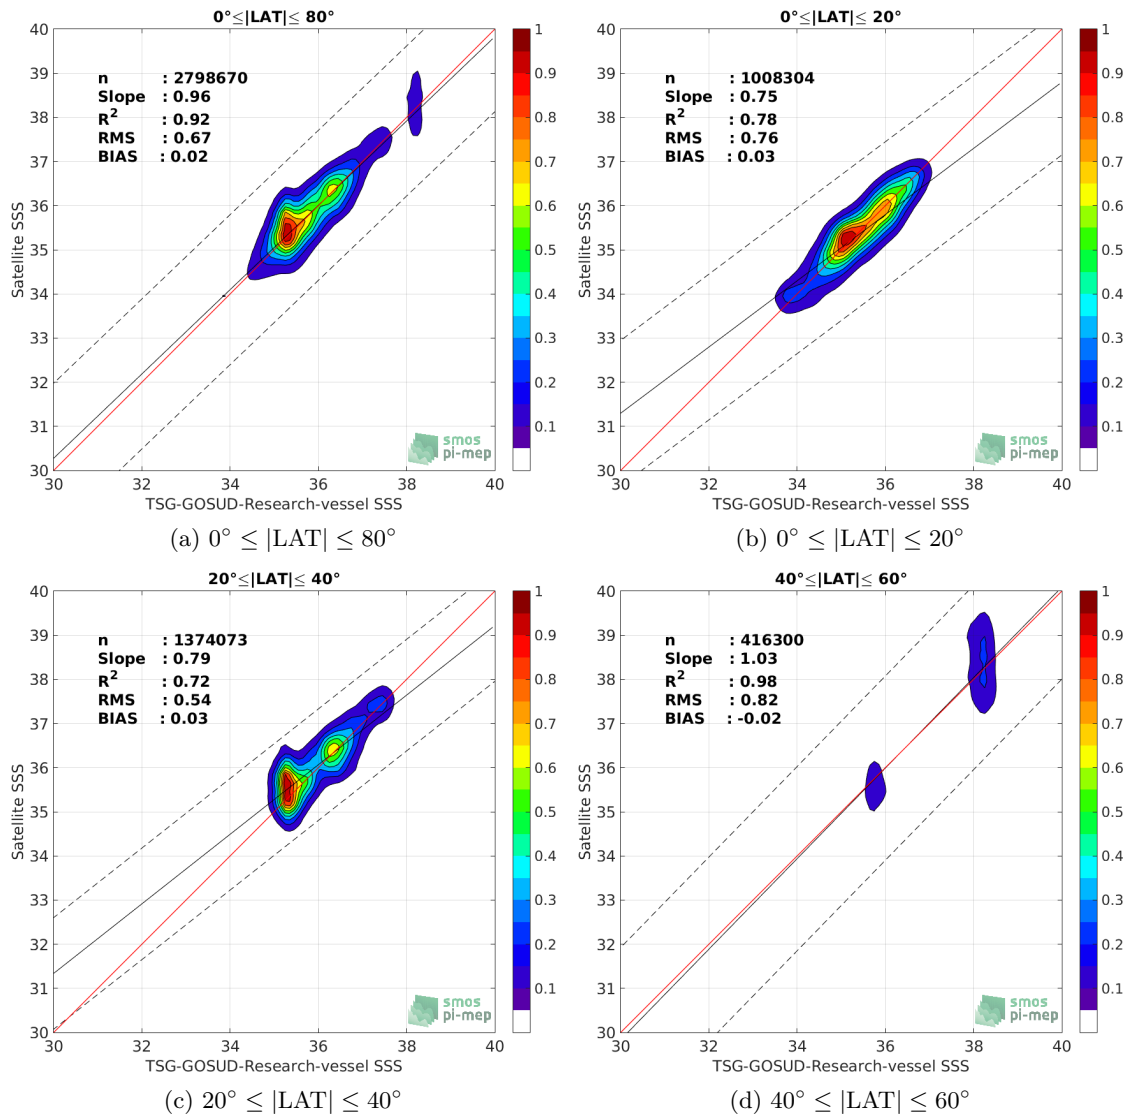 0°≤|LAT|≤ 80°
n : 2798670
Slope : 0.96
R² : 0.92
RMS : 0.67
BIAS : 0.02
Satellite SSS
40
39
38
37
36
35
34
33
32
31
30
30 32 34 36 38 40
TSG-GOSUD-Research-vessel SSS
1
0.9
0.8
0.7
0.6
0.5
0.4
0.3
0.2
0.1
smos
pi-mep
(a) 0° ≤ |LAT| ≤ 80°
0°≤|LAT|≤ 20°
n : 1008304
Slope : 0.75
R² : 0.78
RMS : 0.76
BIAS : 0.03
Satellite SSS
40
39
38
37
36
35
34
33
32
31
30
30 32 34 36 38 40
TSG-GOSUD-Research-vessel SSS
1
0.9
0.8
0.7
0.6
0.5
0.4
0.3
0.2
0.1
smos
pi-mep
(b) 0° ≤ |LAT| ≤ 20°
20°≤|LAT|≤ 40°
n : 1374073
Slope : 0.79
R² : 0.72
RMS : 0.54
BIAS : 0.03
Satellite SSS
40
39
38
37
36
35
34
33
32
31
30
30 32 34 36 38 40
TSG-GOSUD-Research-vessel SSS
1
0.9
0.8
0.7
0.6
0.5
0.4
0.3
0.2
0.1
smos
pi-mep
(c) 20° ≤ |LAT| ≤ 40°
40°≤|LAT|≤ 60°
n : 416300
Slope : 1.03
R² : 0.98
RMS : 0.82
BIAS : -0.02
Satellite SSS
40
39
38
37
36
35
34
33
32
31
30
30 32 34 36 38 40
TSG-GOSUD-Research-vessel SSS
1
0.9
0.8
0.7
0.6
0.5
0.4
0.3
0.2
0.1
smos
pi-mep
(d) 40° ≤ |LAT| ≤ 60°